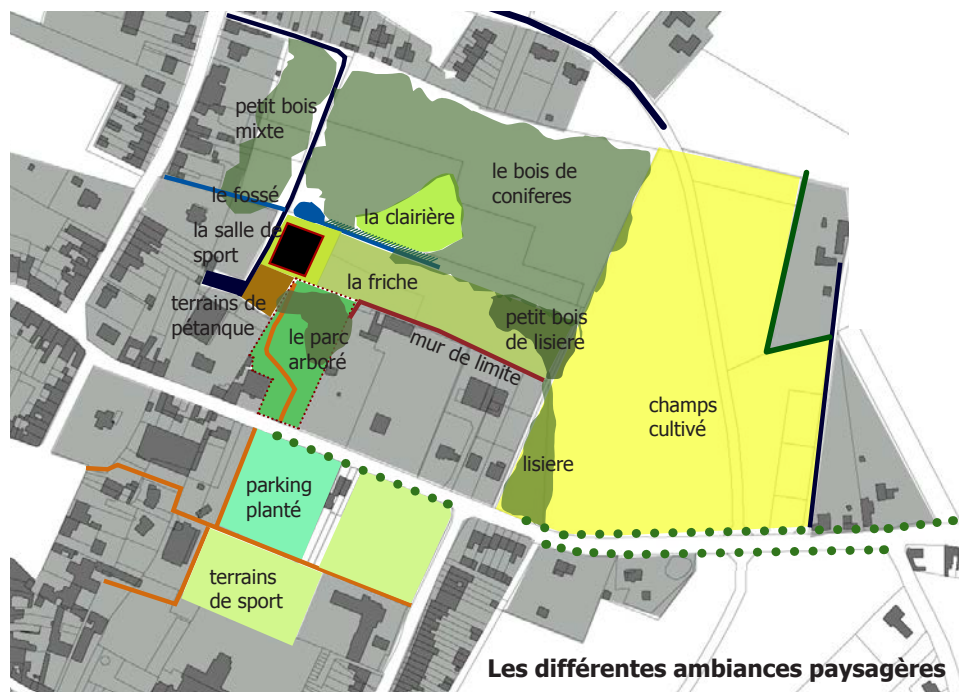 petit bois
mixte
le bois de
coniferes
le fossé
la clairière
la salle de
sport
la friche
terrains de
pétanque
petit bois
de lisiere
le parc
arboré
mur de limite
champs
cultivé
lisiere
parking
planté
terrains
de sport
Les différentes ambiances paysagères